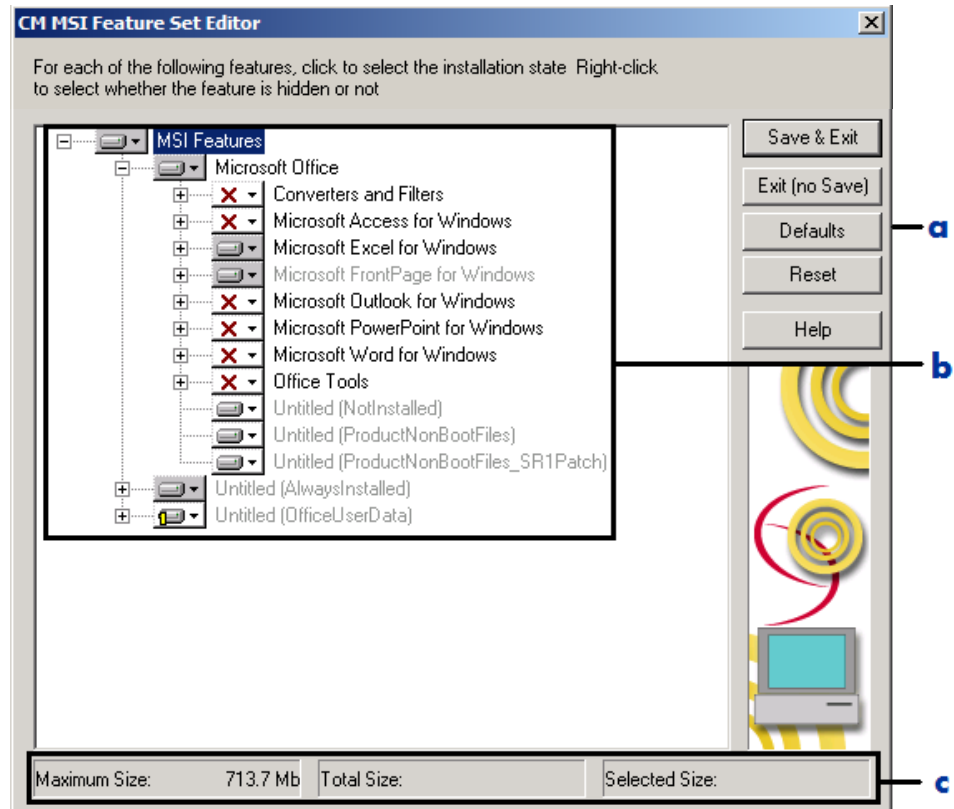 CM MSI Feature Set Editor
For each of the following features, click to select the installation state  Right-click
to select whether the feature is hidden or not
MSI Features
Microsoft Office
Converters and Filters
Microsoft Access for Windows
Microsoft Excel for Windows
Microsoft FrontPage for Windows
Microsoft Outlook for Windows
Microsoft PowerPoint for Windows
Microsoft Word for Windows
Office Tools
Untitled (NotInstalled)
Untitled (ProductNonBootFiles)
Untitled (ProductNonBootFiles_SR1Patch)
Untitled (AlwaysInstalled)
Untitled (OfficeUserData)
Save & Exit
Exit (no Save)
Defaults
Reset
Help
a
b
Maximum Size: 713.7 Mb Total Size: Selected Size:
c